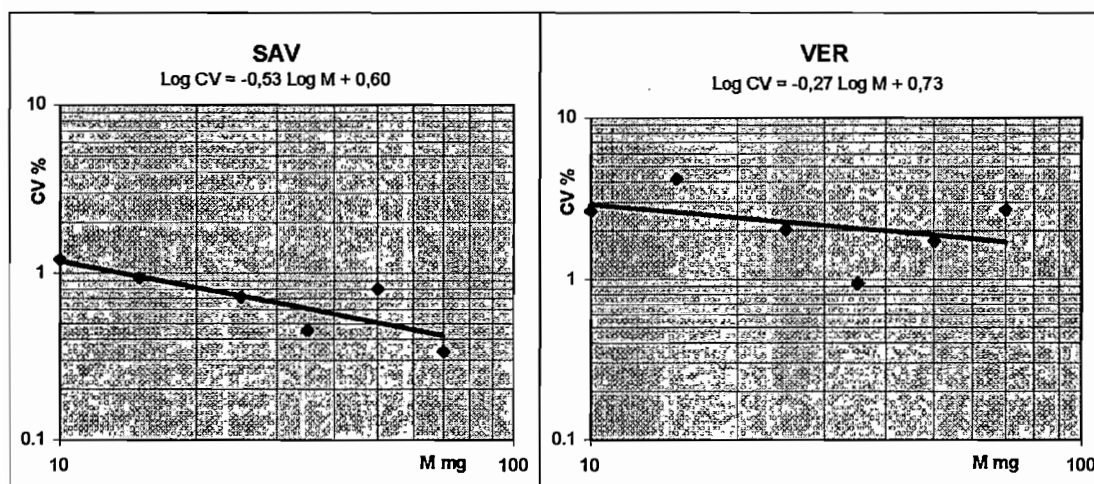 SAV
Log CV = -0,53 Log M + 0,60
10
CV %
1
0.1
10
M mg
100
VER
Log CV = -0,27 Log M + 0,73
10
CV %
1
0.1
10
M mg
100